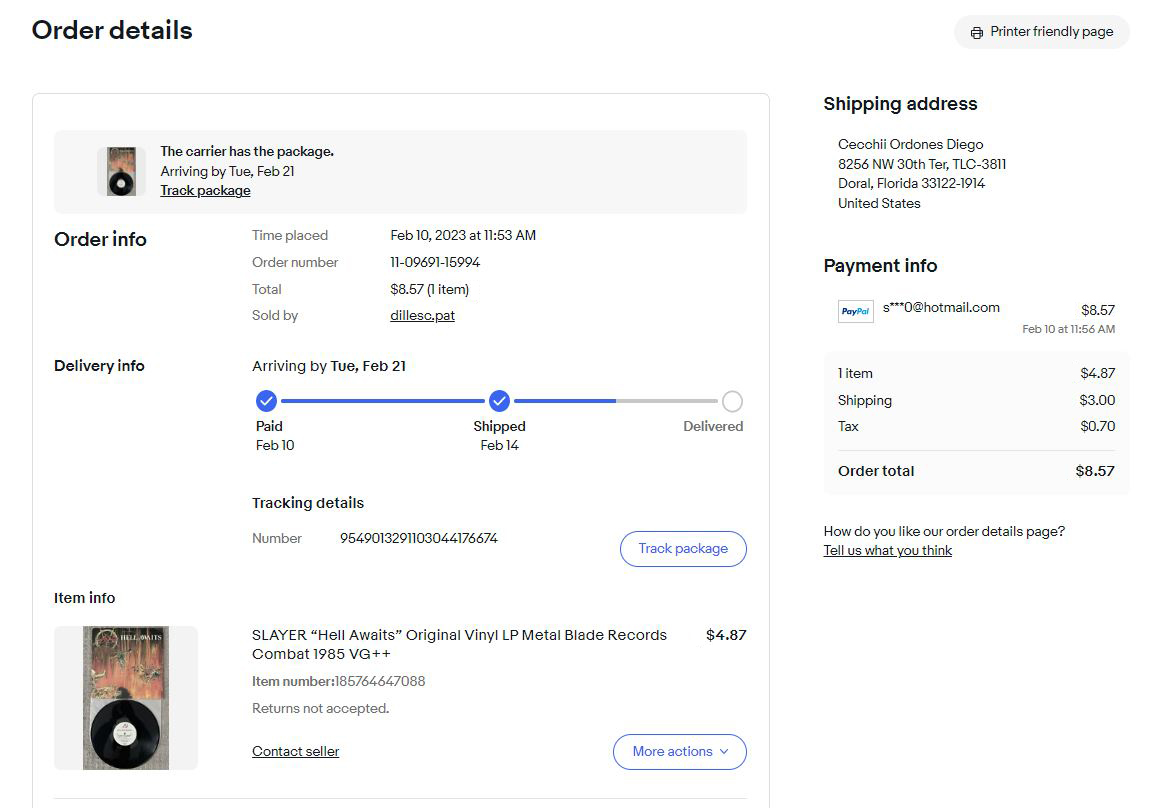 Order details
Printer friendly page
The carrier has the package.
Arriving by Tue, Feb 21
Track package
Order info
Time placed Feb 10, 2023 at 11:53 AM
Order number 11-09691-15994
Total $8.57 (1 item)
Sold by dillesc.pat
Delivery info
Arriving by Tue, Feb 21
Paid Shipped Delivered
Feb 10 Feb 14
Tracking details
Number 9549013291103044176674 Track package
Item info
HELL AWAITS
SLAYER “Hell Awaits” Original Vinyl LP Metal Blade Records $4.87
Combat 1985 VG++
Item number:185764647088
Returns not accepted.
Contact seller More actions
Shipping address
Cecchii Ordones Diego
8256 NW 30th Ter, TLC-3811
Doral, Florida 33122-1914
United States
Payment info
PayPal s***0@hotmail.com $8.57
Feb 10 at 11:56 AM
1 item $4.87
Shipping $3.00
Tax $0.70
Order total $8.57
How do you like our order details page?
Tell us what you think